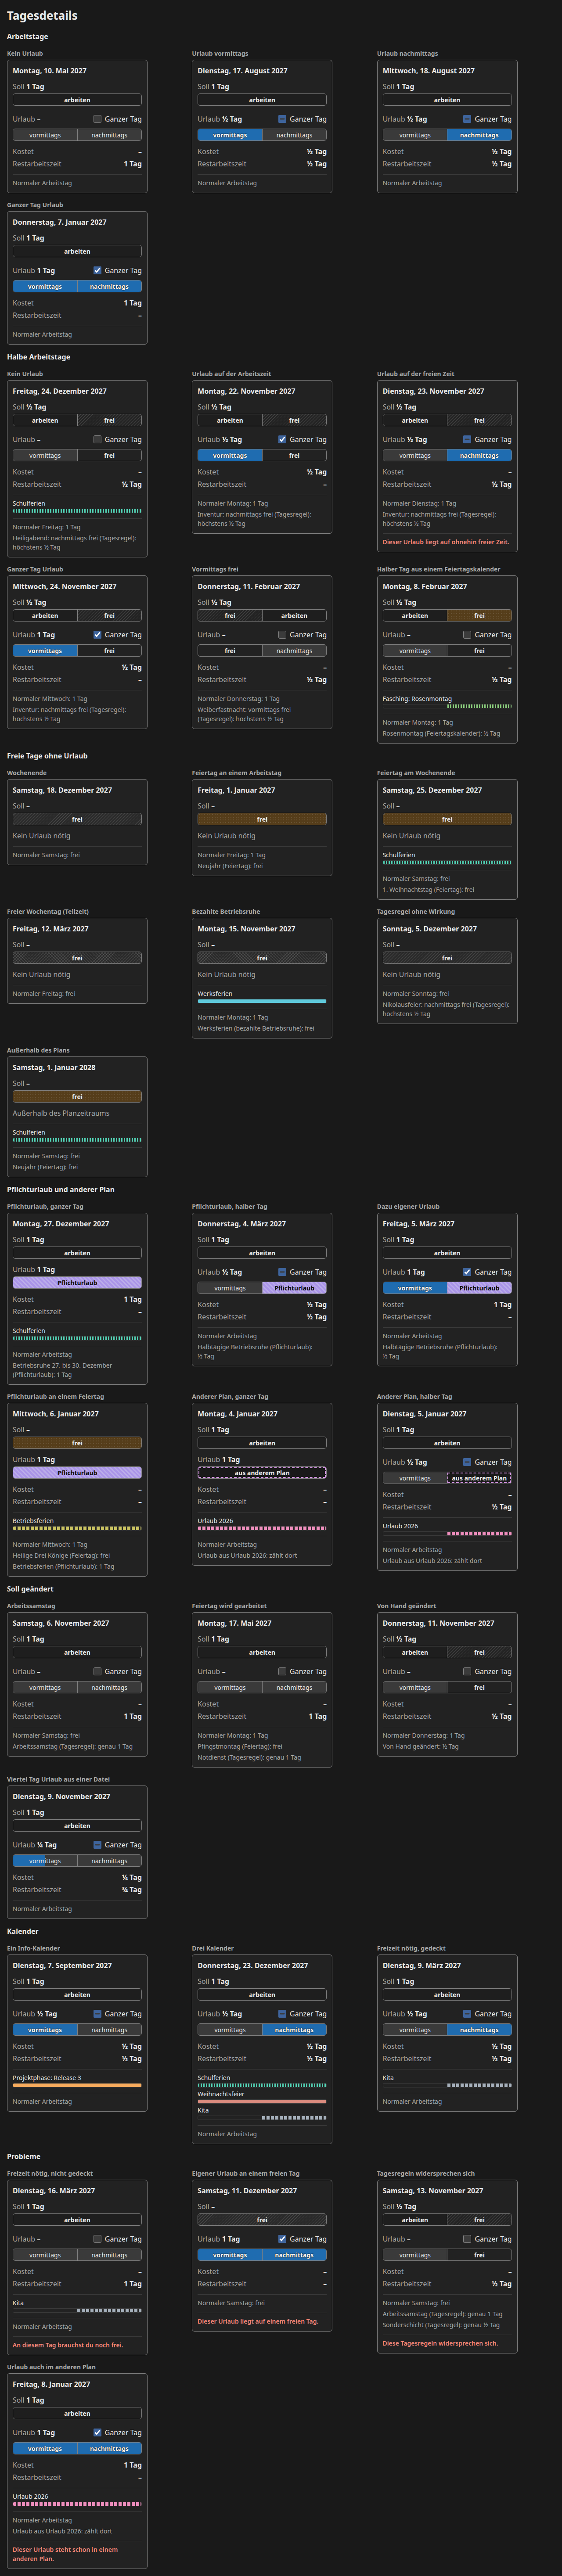 Tagesdetails
Arbeitstage
Kein Urlaub
Montag, 10. Mai 2027
Soll 1 Tag
arbeiten
Urlaub – Ganzer Tag
vormittags nachmittags
Kostet –
Restarbeitszeit 1 Tag
Normaler Arbeitstag
Urlaub vormittags
Dienstag, 17. August 2027
Soll 1 Tag
arbeiten
Urlaub ½ Tag Ganzer Tag
vormittags nachmittags
Kostet ½ Tag
Restarbeitszeit ½ Tag
Normaler Arbeitstag
Urlaub nachmittags
Mittwoch, 18. August 2027
Soll 1 Tag
arbeiten
Urlaub ½ Tag Ganzer Tag
vormittags nachmittags
Kostet ½ Tag
Restarbeitszeit ½ Tag
Normaler Arbeitstag
Ganzer Tag Urlaub
Donnerstag, 7. Januar 2027
Soll 1 Tag
arbeiten
Urlaub 1 Tag Ganzer Tag
vormittags nachmittags
Kostet 1 Tag
Restarbeitszeit –
Normaler Arbeitstag
Halbe Arbeitstage
Kein Urlaub
Freitag, 24. Dezember 2027
Soll ½ Tag
arbeiten frei
Urlaub – Ganzer Tag
vormittags frei
Kostet –
Restarbeitszeit ½ Tag
Schulferien
Normaler Freitag: 1 Tag
Heiligabend: nachmittags frei (Tagesregel):
höchstens ½ Tag
Urlaub auf der Arbeitszeit
Montag, 22. November 2027
Soll ½ Tag
arbeiten frei
Urlaub ½ Tag Ganzer Tag
vormittags frei
Kostet ½ Tag
Restarbeitszeit –
Normaler Montag: 1 Tag
Inventur: nachmittags frei (Tagesregel):
höchstens ½ Tag
Urlaub auf der freien Zeit
Dienstag, 23. November 2027
Soll ½ Tag
arbeiten frei
Urlaub ½ Tag Ganzer Tag
vormittags nachmittags
Kostet –
Restarbeitszeit ½ Tag
Normaler Dienstag: 1 Tag
Inventur: nachmittags frei (Tagesregel):
höchstens ½ Tag
Dieser Urlaub liegt auf ohnehin freier Zeit.
Ganzer Tag Urlaub
Mittwoch, 24. November 2027
Soll ½ Tag
arbeiten frei
Urlaub 1 Tag Ganzer Tag
vormittags frei
Kostet ½ Tag
Restarbeitszeit –
Normaler Mittwoch: 1 Tag
Inventur: nachmittags frei (Tagesregel):
höchstens ½ Tag
Vormittags frei
Donnerstag, 11. Februar 2027
Soll ½ Tag
frei arbeiten
Urlaub – Ganzer Tag
frei nachmittags
Kostet –
Restarbeitszeit ½ Tag
Normaler Donnerstag: 1 Tag
Weiberfastnacht: vormittags frei
(Tagesregel): höchstens ½ Tag
Halber Tag aus einem Feiertagskalender
Montag, 8. Februar 2027
Soll ½ Tag
arbeiten frei
Urlaub – Ganzer Tag
vormittags frei
Kostet –
Restarbeitszeit ½ Tag
Fasching: Rosenmontag
Normaler Montag: 1 Tag
Rosenmontag (Feiertagskalender): ½ Tag
Freie Tage ohne Urlaub
Wochenende
Samstag, 18. Dezember 2027
Soll –
frei
Kein Urlaub nötig
Normaler Samstag: frei
Feiertag an einem Arbeitstag
Freitag, 1. Januar 2027
Soll –
frei
Kein Urlaub nötig
Normaler Freitag: 1 Tag
Neujahr (Feiertag): frei
Feiertag am Wochenende
Samstag, 25. Dezember 2027
Soll –
frei
Kein Urlaub nötig
Schulferien
Normaler Samstag: frei
1. Weihnachtstag (Feiertag): frei
Freier Wochentag (Teilzeit)
Freitag, 12. März 2027
Soll –
frei
Kein Urlaub nötig
Normaler Freitag: frei
Bezahlte Betriebsruhe
Montag, 15. November 2027
Soll –
frei
Kein Urlaub nötig
Werksferien
Normaler Montag: 1 Tag
Werksferien (bezahlte Betriebsruhe): frei
Tagesregel ohne Wirkung
Sonntag, 5. Dezember 2027
Soll –
frei
Kein Urlaub nötig
Normaler Sonntag: frei
Nikolausfeier: nachmittags frei (Tagesregel):
höchstens ½ Tag
Außerhalb des Plans
Samstag, 1. Januar 2028
Soll –
frei
Außerhalb des Planzeitraums
Schulferien
Normaler Samstag: frei
Neujahr (Feiertag): frei
Pflichturlaub und anderer Plan
Pflichturlaub, ganzer Tag
Montag, 27. Dezember 2027
Soll 1 Tag
arbeiten
Urlaub 1 Tag
Pflichturlaub
Kostet 1 Tag
Restarbeitszeit –
Schulferien
Normaler Arbeitstag
Betriebsruhe 27. bis 30. Dezember
(Pflichturlaub): 1 Tag
Pflichturlaub, halber Tag
Donnerstag, 4. März 2027
Soll 1 Tag
arbeiten
Urlaub ½ Tag Ganzer Tag
vormittags Pflichturlaub
Kostet ½ Tag
Restarbeitszeit ½ Tag
Normaler Arbeitstag
Halbtägige Betriebsruhe (Pflichturlaub):
½ Tag
Dazu eigener Urlaub
Freitag, 5. März 2027
Soll 1 Tag
arbeiten
Urlaub 1 Tag Ganzer Tag
vormittags Pflichturlaub
Kostet 1 Tag
Restarbeitszeit –
Normaler Arbeitstag
Halbtägige Betriebsruhe (Pflichturlaub):
½ Tag
Pflichturlaub an einem Feiertag
Mittwoch, 6. Januar 2027
Soll –
frei
Urlaub 1 Tag
Pflichturlaub
Kostet –
Restarbeitszeit –
Betriebsferien
Normaler Mittwoch: 1 Tag
Heilige Drei Könige (Feiertag): frei
Betriebsferien (Pflichturlaub): 1 Tag
Anderer Plan, ganzer Tag
Montag, 4. Januar 2027
Soll 1 Tag
arbeiten
Urlaub 1 Tag
aus anderem Plan
Kostet –
Restarbeitszeit –
Urlaub 2026
Normaler Arbeitstag
Urlaub aus Urlaub 2026: zählt dort
Anderer Plan, halber Tag
Dienstag, 5. Januar 2027
Soll 1 Tag
arbeiten
Urlaub ½ Tag Ganzer Tag
vormittags aus anderem Plan
Kostet –
Restarbeitszeit ½ Tag
Urlaub 2026
Normaler Arbeitstag
Urlaub aus Urlaub 2026: zählt dort
Soll geändert
Arbeitssamstag
Samstag, 6. November 2027
Soll 1 Tag
arbeiten
Urlaub – Ganzer Tag
vormittags nachmittags
Kostet –
Restarbeitszeit 1 Tag
Normaler Samstag: frei
Arbeitssamstag (Tagesregel): genau 1 Tag
Feiertag wird gearbeitet
Montag, 17. Mai 2027
Soll 1 Tag
arbeiten
Urlaub – Ganzer Tag
vormittags nachmittags
Kostet –
Restarbeitszeit 1 Tag
Normaler Montag: 1 Tag
Pfingstmontag (Feiertag): frei
Notdienst (Tagesregel): genau 1 Tag
Von Hand geändert
Donnerstag, 11. November 2027
Soll ½ Tag
arbeiten frei
Urlaub – Ganzer Tag
vormittags frei
Kostet –
Restarbeitszeit ½ Tag
Normaler Donnerstag: 1 Tag
Von Hand geändert: ½ Tag
Viertel Tag Urlaub aus einer Datei
Dienstag, 9. November 2027
Soll 1 Tag
arbeiten
Urlaub ¼ Tag Ganzer Tag
vormittags nachmittags
Kostet ¼ Tag
Restarbeitszeit ¾ Tag
Normaler Arbeitstag
Kalender
Ein Info-Kalender
Dienstag, 7. September 2027
Soll 1 Tag
arbeiten
Urlaub ½ Tag Ganzer Tag
vormittags nachmittags
Kostet ½ Tag
Restarbeitszeit ½ Tag
Projektphase: Release 3
Normaler Arbeitstag
Drei Kalender
Donnerstag, 23. Dezember 2027
Soll 1 Tag
arbeiten
Urlaub ½ Tag Ganzer Tag
vormittags nachmittags
Kostet ½ Tag
Restarbeitszeit ½ Tag
Schulferien
Weihnachtsfeier
Kita
Normaler Arbeitstag
Freizeit nötig, gedeckt
Dienstag, 9. März 2027
Soll 1 Tag
arbeiten
Urlaub ½ Tag Ganzer Tag
vormittags nachmittags
Kostet ½ Tag
Restarbeitszeit ½ Tag
Kita
Normaler Arbeitstag
Probleme
Freizeit nötig, nicht gedeckt
Dienstag, 16. März 2027
Soll 1 Tag
arbeiten
Urlaub – Ganzer Tag
vormittags nachmittags
Kostet –
Restarbeitszeit 1 Tag
Kita
Normaler Arbeitstag
An diesem Tag brauchst du noch frei.
Eigener Urlaub an einem freien Tag
Samstag, 11. Dezember 2027
Soll –
frei
Urlaub 1 Tag Ganzer Tag
vormittags nachmittags
Kostet –
Restarbeitszeit –
Normaler Samstag: frei
Dieser Urlaub liegt auf einem freien Tag.
Tagesregeln widersprechen sich
Samstag, 13. November 2027
Soll ½ Tag
arbeiten frei
Urlaub – Ganzer Tag
vormittags frei
Kostet –
Restarbeitszeit ½ Tag
Normaler Samstag: frei
Arbeitssamstag (Tagesregel): genau 1 Tag
Sonderschicht (Tagesregel): genau ½ Tag
Diese Tagesregeln widersprechen sich.
Urlaub auch im anderen Plan
Freitag, 8. Januar 2027
Soll 1 Tag
arbeiten
Urlaub 1 Tag Ganzer Tag
vormittags nachmittags
Kostet 1 Tag
Restarbeitszeit –
Urlaub 2026
Normaler Arbeitstag
Urlaub aus Urlaub 2026: zählt dort
Dieser Urlaub steht schon in einem
anderen Plan.